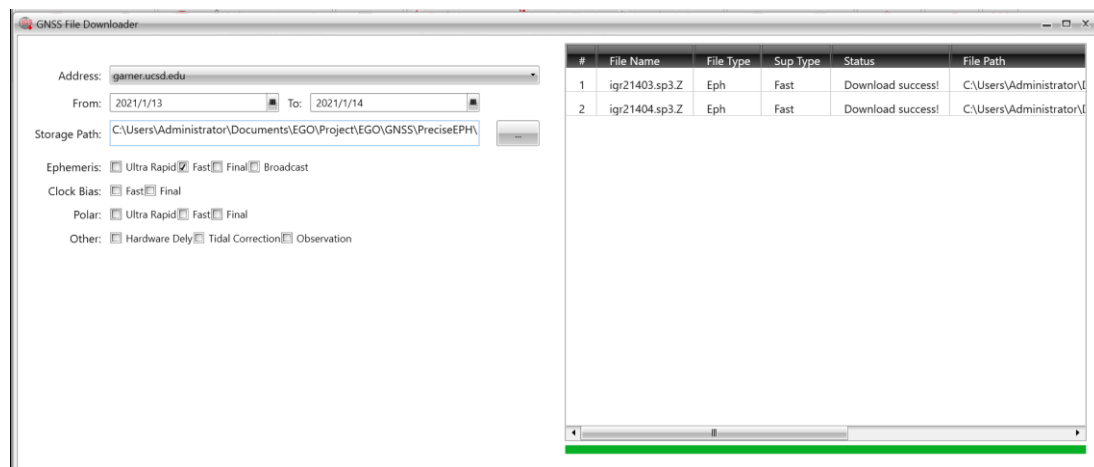 GNSS File Downloader
Address: garner.ucsd.edu
From: 2021/1/13 To: 2021/1/14
Storage Path: C:\Users\Administrator\Documents\EGO\Project\EGO\GNSS\PreciseEPH\ ...
Ephemeris: Ultra Rapid Fast Final Broadcast
Clock Bias: Fast Final
Polar: Ultra Rapid Fast Final
Other: Hardware Dely Tidal Correction Observation
# File Name File Type Sup Type Status File Path
1 igr21403.sp3.Z Eph Fast Download success! C:\Users\Administrator\D
2 igr21404.sp3.Z Eph Fast Download success! C:\Users\Administrator\D